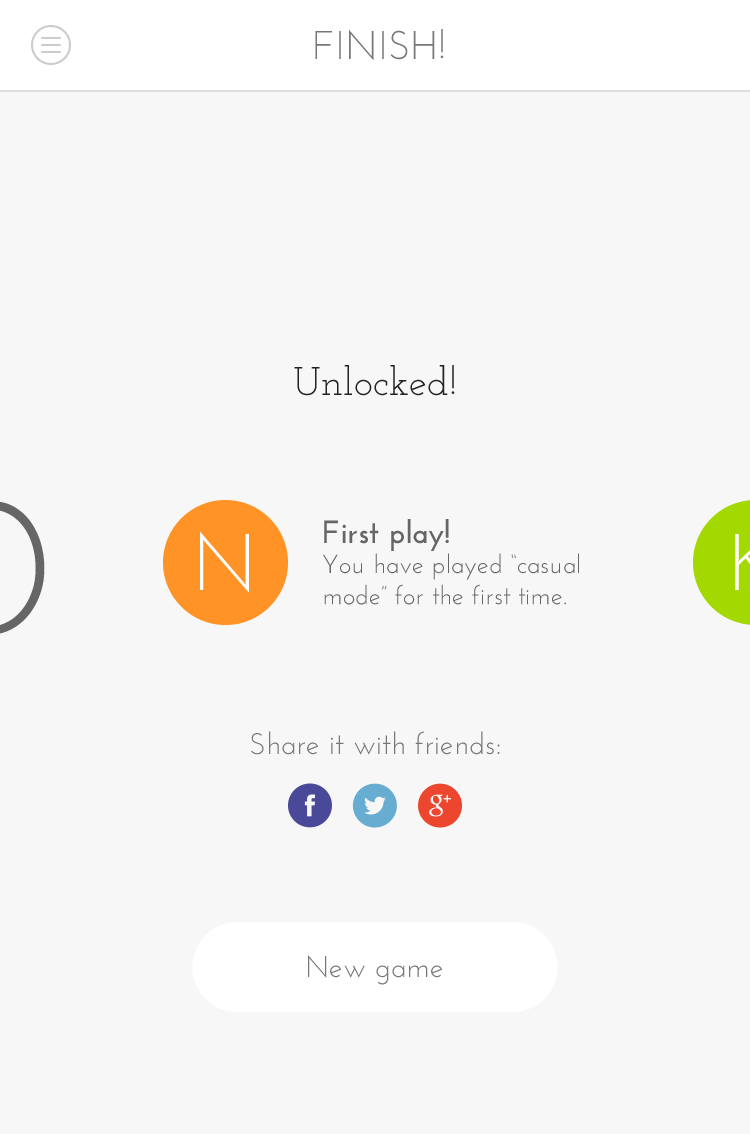 FINISH!
Unlocked!
N
First play!
You have played “casual
mode” for the first time.
K
Share it with friends:
f
g+
New game